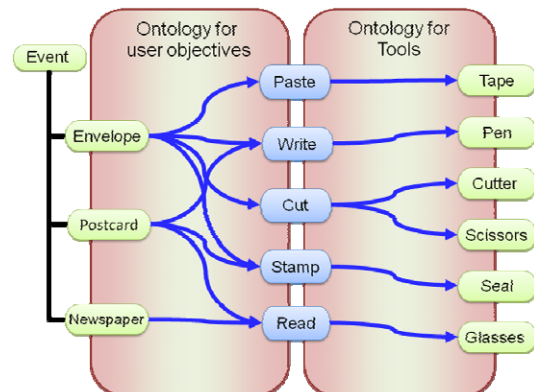 Ontology for
user objectives
Ontology for
Tools
Event
Paste
Tape
Envelope
Write
Pen
Cut
Cutter
Postcard
Scissors
Stamp
Seal
Newspaper
Read
Glasses